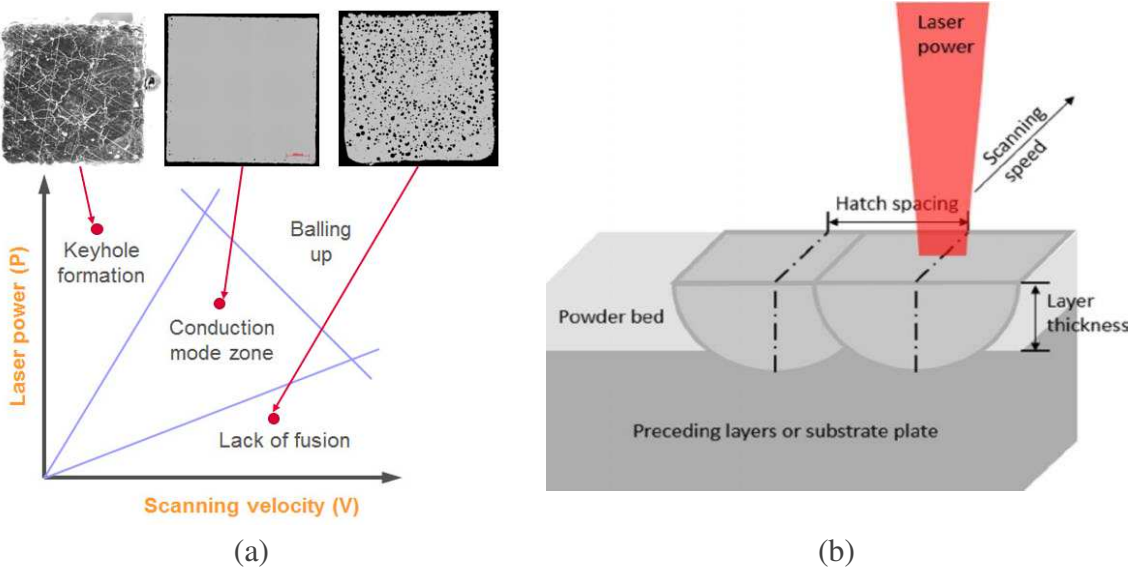 Laser power (P)
Keyhole
formation
Balling
up
Conduction
mode zone
Lack of fusion
Scanning velocity (V)
(a)
Laser
power
Scanning
speed
Hatch spacing
Powder bed
Layer
thickness
Preceding layers or substrate plate
(b)